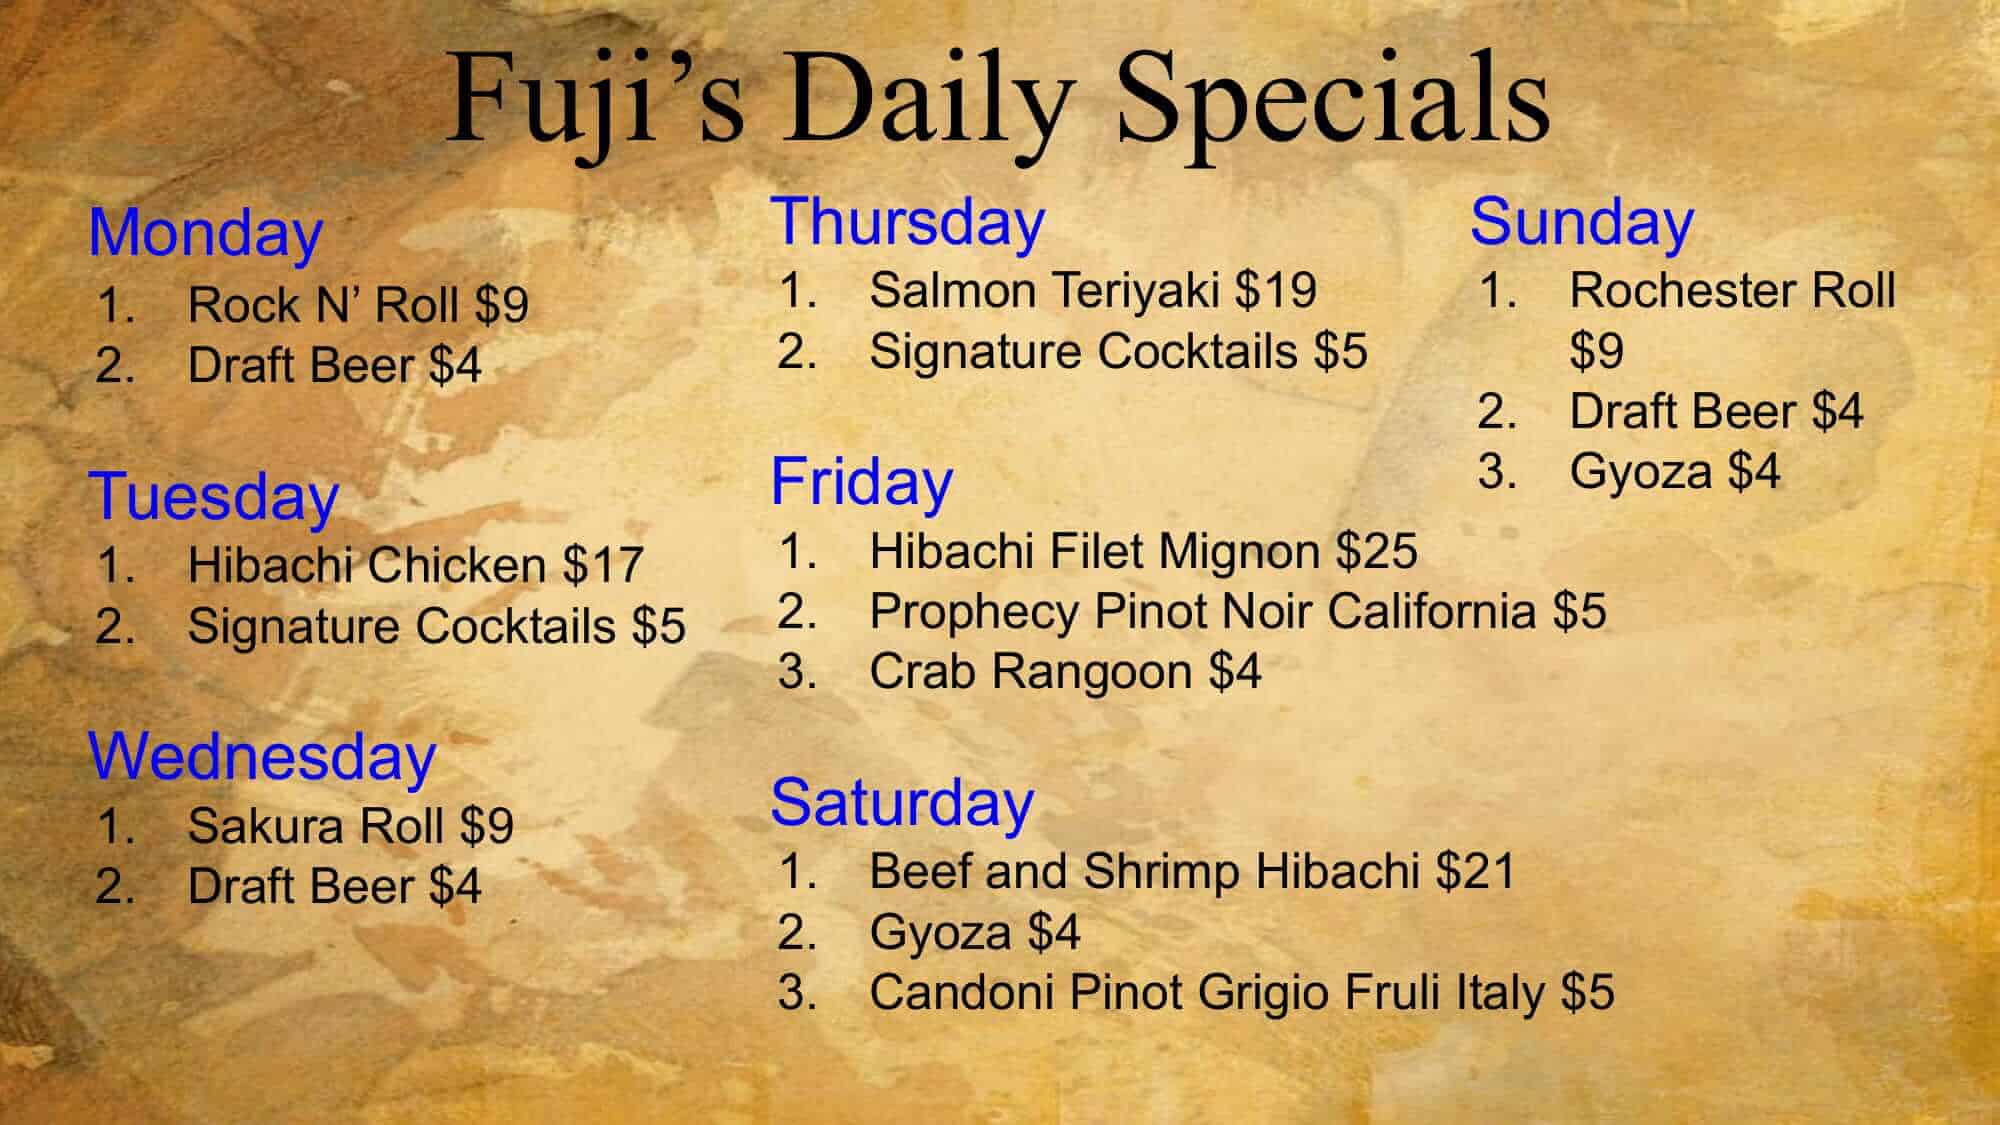 Fuji’s Daily Specials
Monday
1. Rock N’ Roll $9
2. Draft Beer $4
Tuesday
1. Hibachi Chicken $17
2. Signature Cocktails $5
Wednesday
1. Sakura Roll $9
2. Draft Beer $4
Thursday
1. Salmon Teriyaki $19
2. Signature Cocktails $5
Friday
1. Hibachi Filet Mignon $25
2. Prophecy Pinot Noir California $5
3. Crab Rangoon $4
Saturday
1. Beef and Shrimp Hibachi $21
2. Gyoza $4
3. Candoni Pinot Grigio Fruli Italy $5
Sunday
1. Rochester Roll
$9
2. Draft Beer $4
3. Gyoza $4